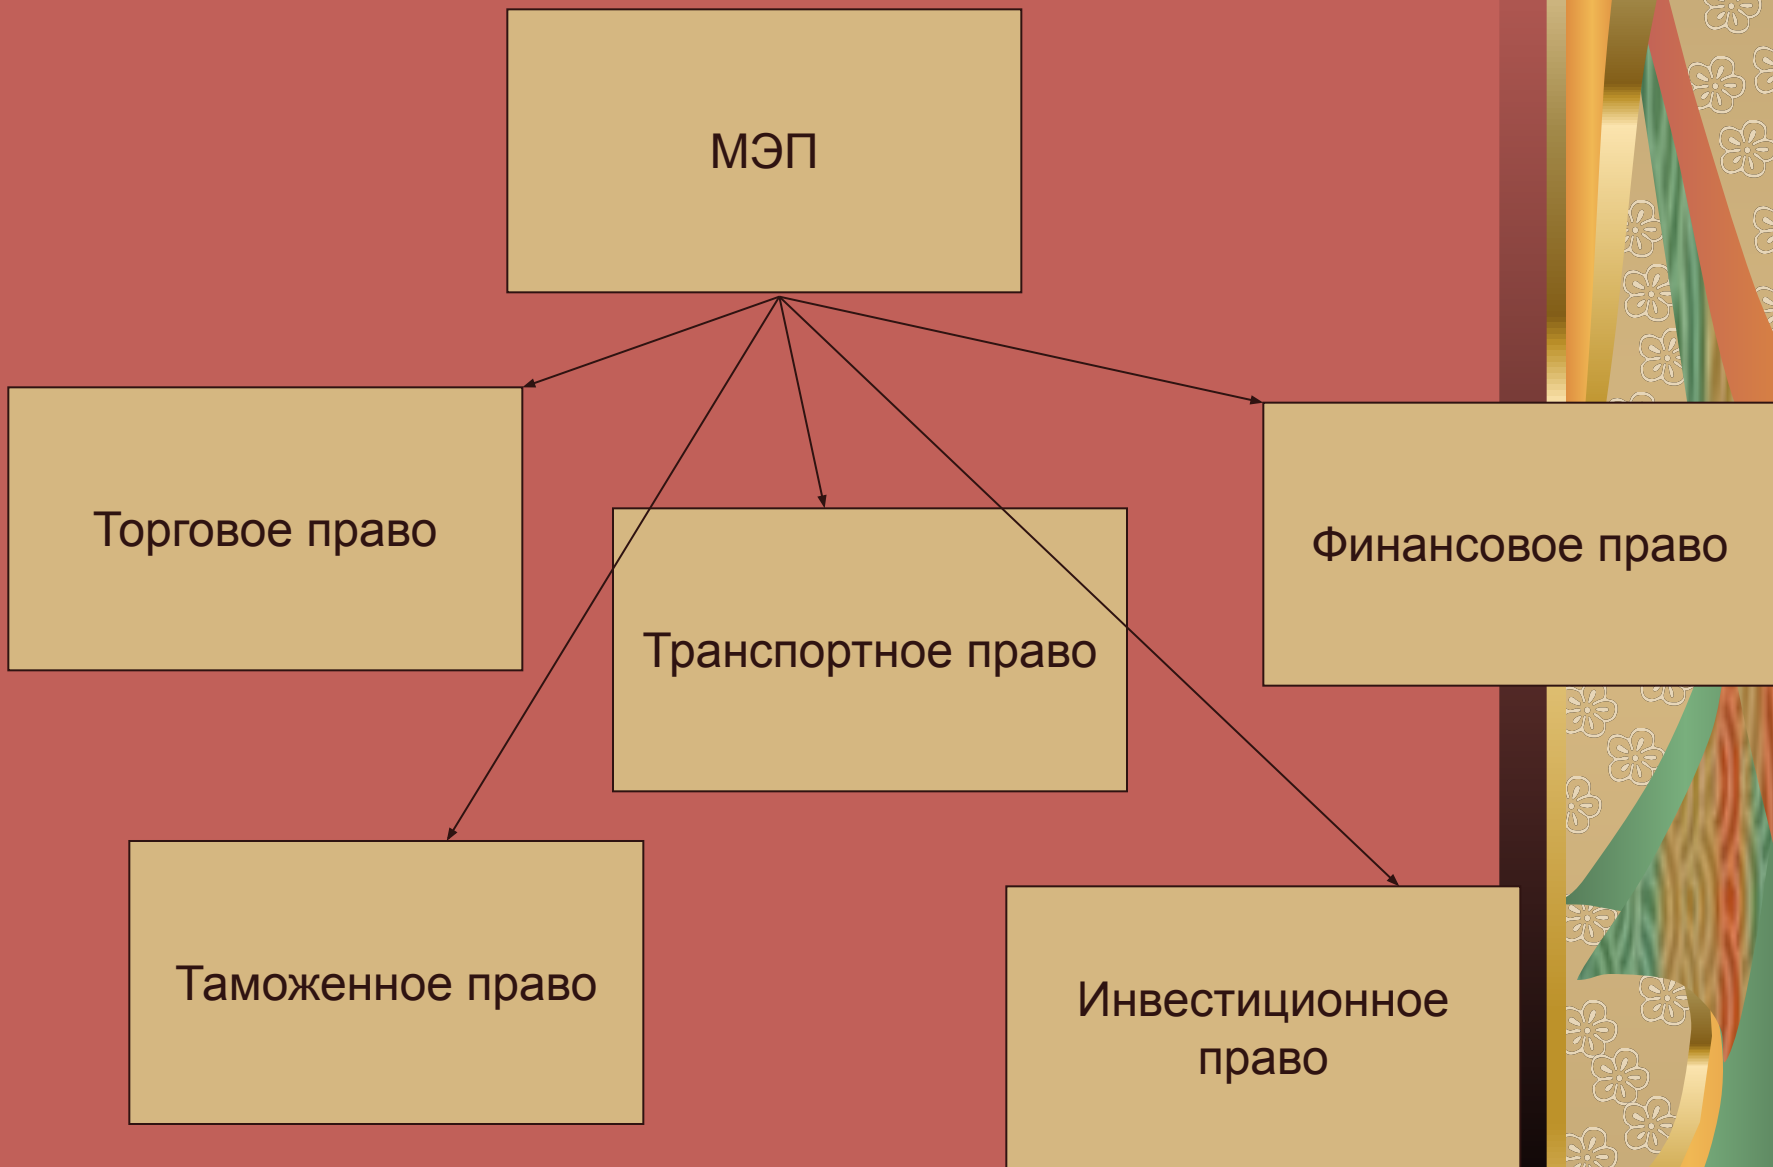 МЭП
Торговое право
Финансовое право
Транспортное право
Таможенное право
Инвестиционное
право